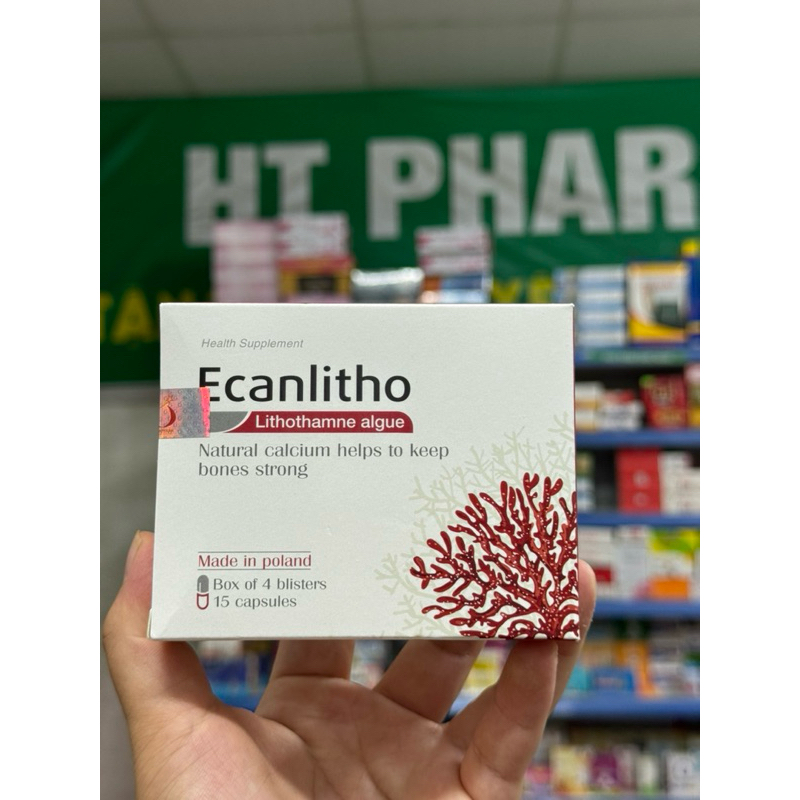 HT PHAR
TAN
Health Supplement
Ecanlitho
Lithothamne algue
Natural calcium helps to keep
bones strong
Made in poland
Box of 4 blisters
15 capsules